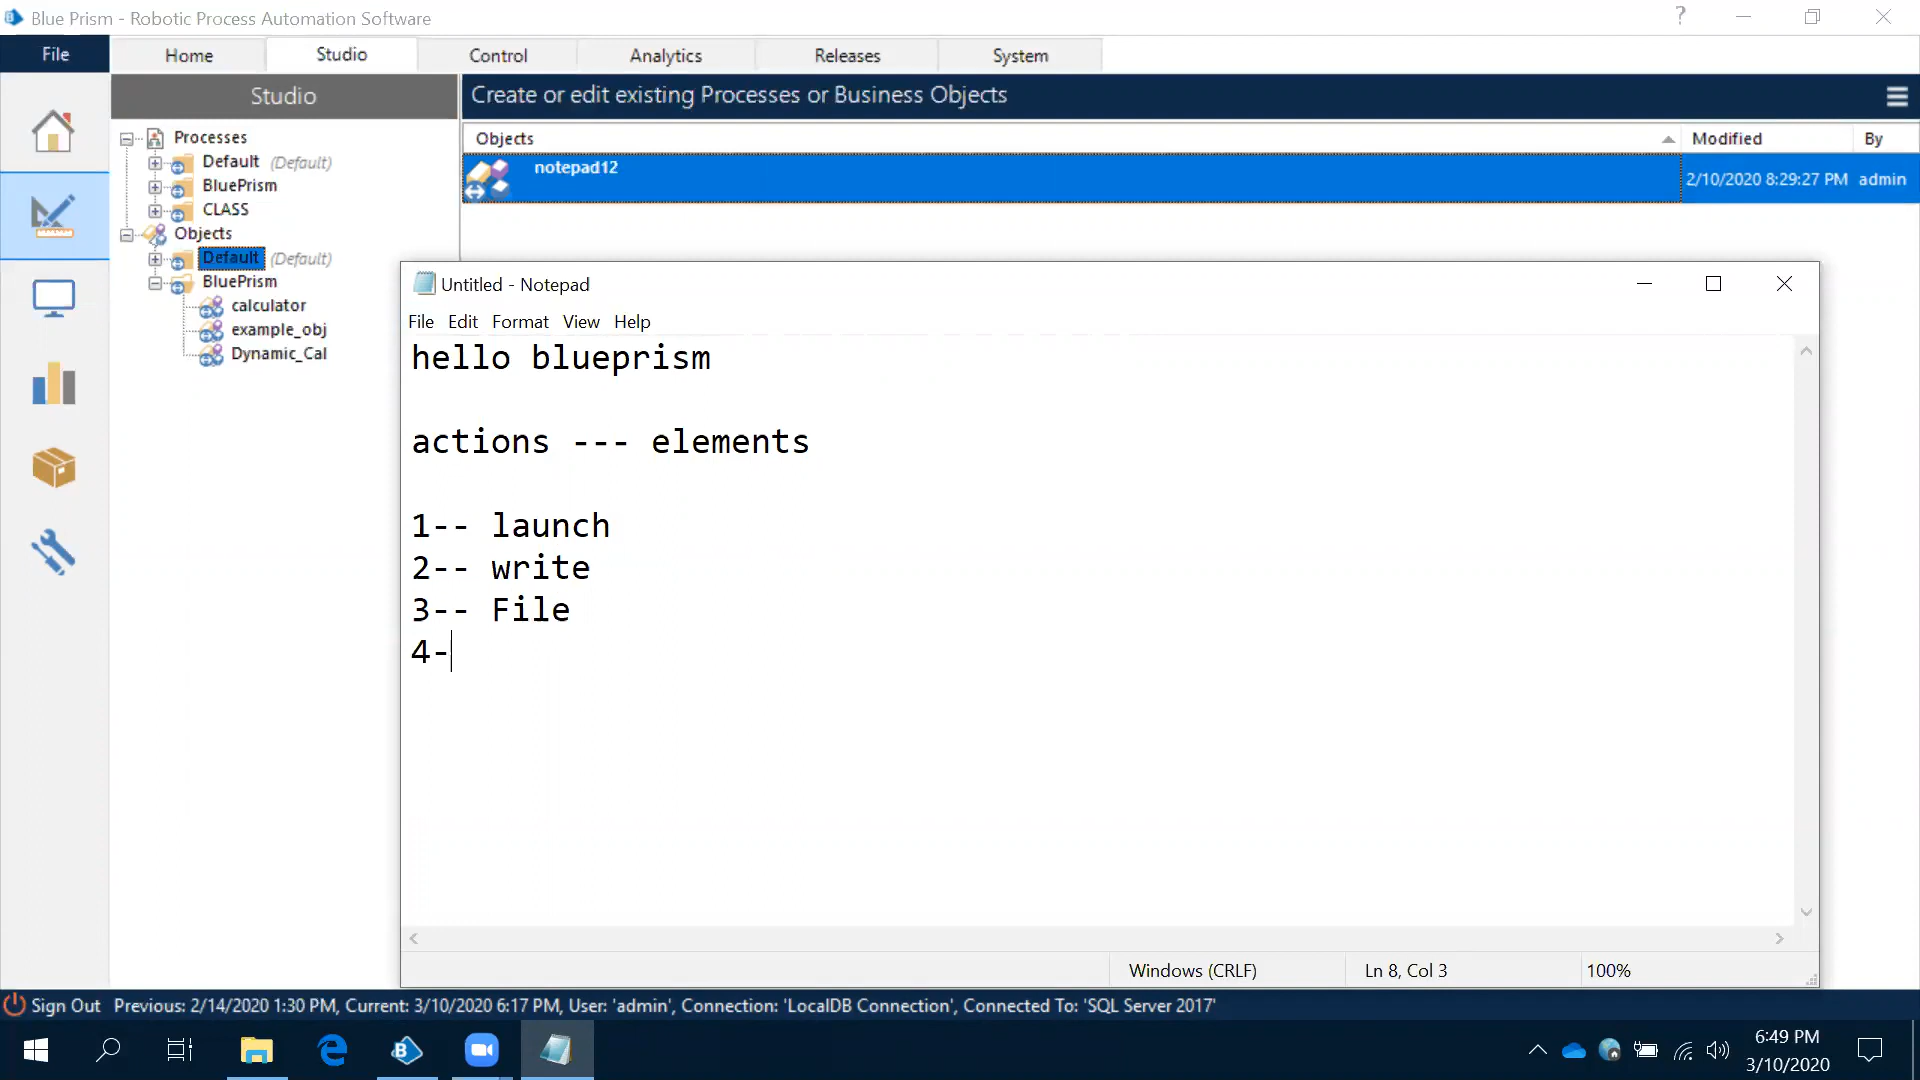 Blue Prism - Robotic Process Automation Software
?
File
Home
Studio
Control
Analytics
Releases
System
Studio
Create or edit existing Processes or Business Objects
Processes
Default (Default)
BluePrism
CLASS
Objects
Default (Default)
BluePrism
calculator
example_obj
Dynamic_Cal
Objects
Modified
By
notepad12
2/10/2020 8:29:27 PM admin
Untitled - Notepad
File Edit Format View Help
hello blueprism
actions --- elements
1-- launch
2-- write
3-- File
4-
Windows (CRLF)
Ln 8, Col 3
100%
Sign Out Previous: 2/14/2020 1:30 PM, Current: 3/10/2020 6:17 PM, User: 'admin', Connection: 'LocalDB Connection', Connected To: 'SQL Server 2017'
B
6:49 PM
3/10/2020